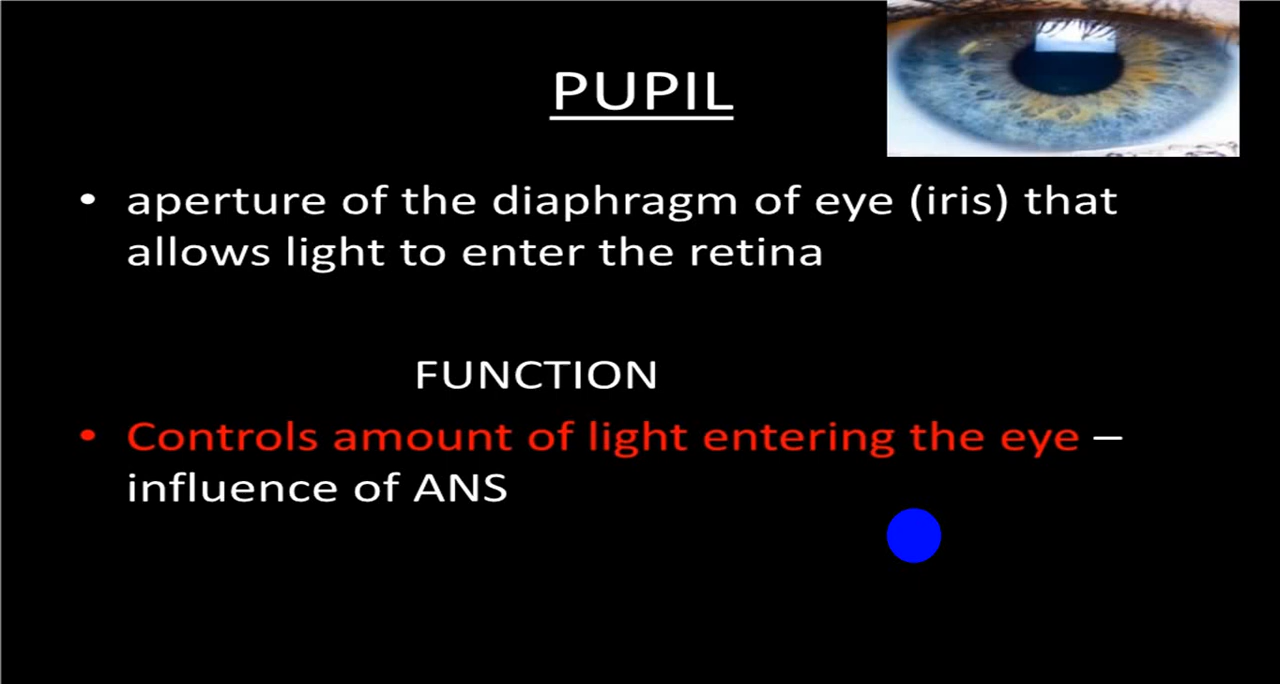 PUPIL
• aperture of the diaphragm of eye (iris) that
allows light to enter the retina
FUNCTION
• Controls amount of light entering the eye –
influence of ANS